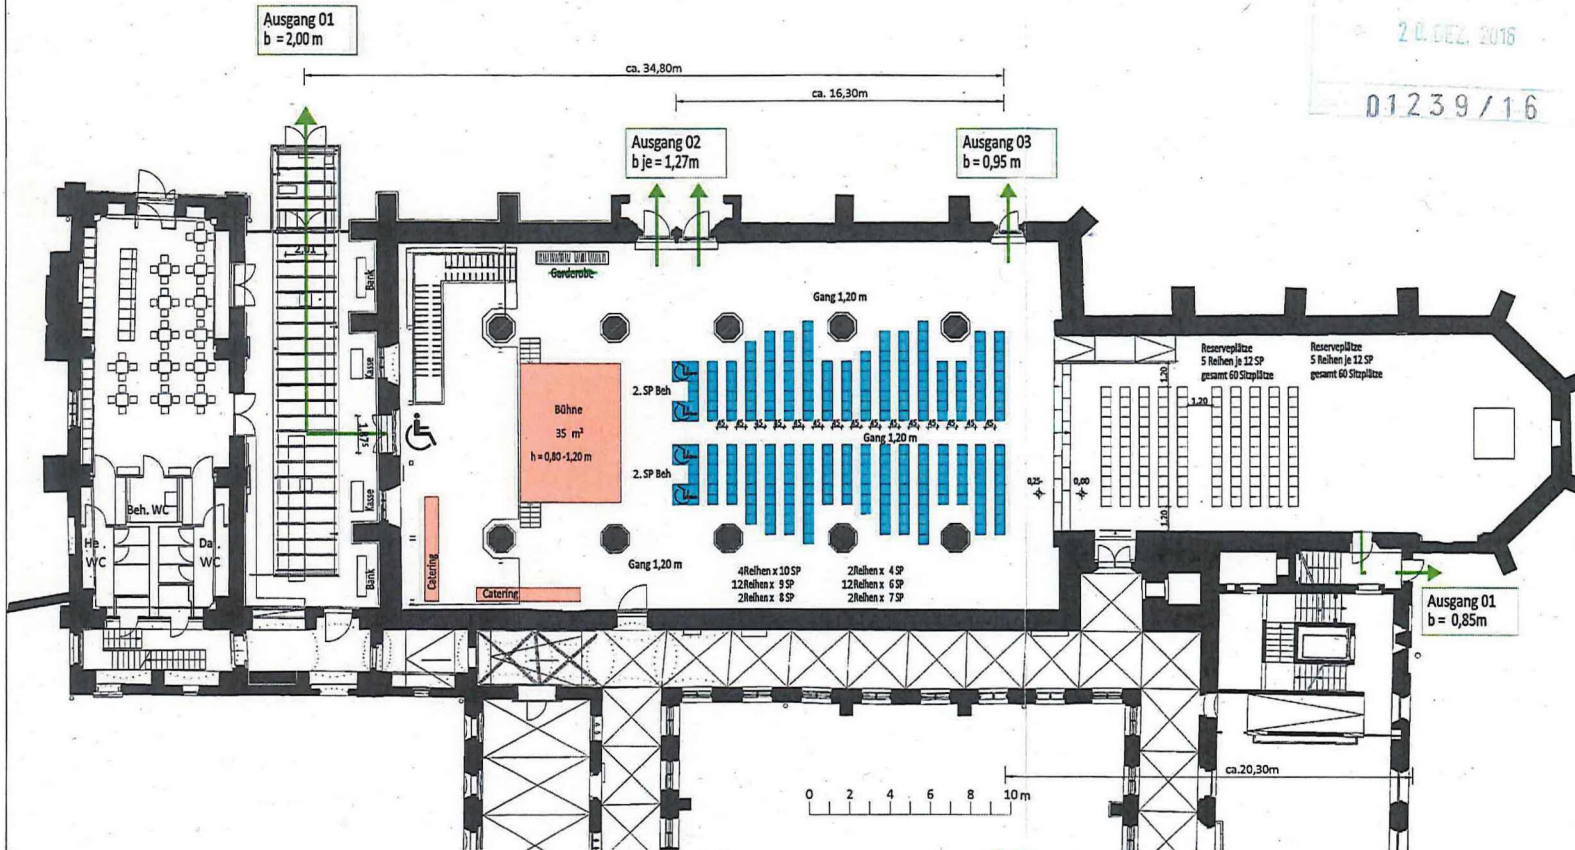 Ausgang 01
b = 2,00 m
20. DEZ. 2016
01239/16
ca. 34,80m
ca. 16,30m
Ausgang 02
b je = 1,27m
Ausgang 03
b = 0,95 m
2,01
Bank
Garderobe
Gang 1,20 m
Kasse
Reserveplätze
5 Reihen je 12 SP
gesamt 60 Sitzplätze
Reserveplätze
5 Reihen je 12 SP
gesamt 60 Sitzplätze
1,20
1,20
2. SP Beh
Bühne
35 m²
h = 0,80 -1,20 m
Gang 1,20 m
2. SP Beh
0,25-
0,00
Kasse
Beh. WC
He.
WC
Da.
WC
1,20
Catering
Bank
Gang 1,20 m
Catering
4Reihen x 10 SP
12Reihen x 9 SP
2Reihen x 8 SP
2Reihen x 4 SP
12Reihen x 6 SP
2Reihen x 7 SP
Ausgang 01
b = 0,85m
ca.20,30m
0 2 4 6 8 10 m